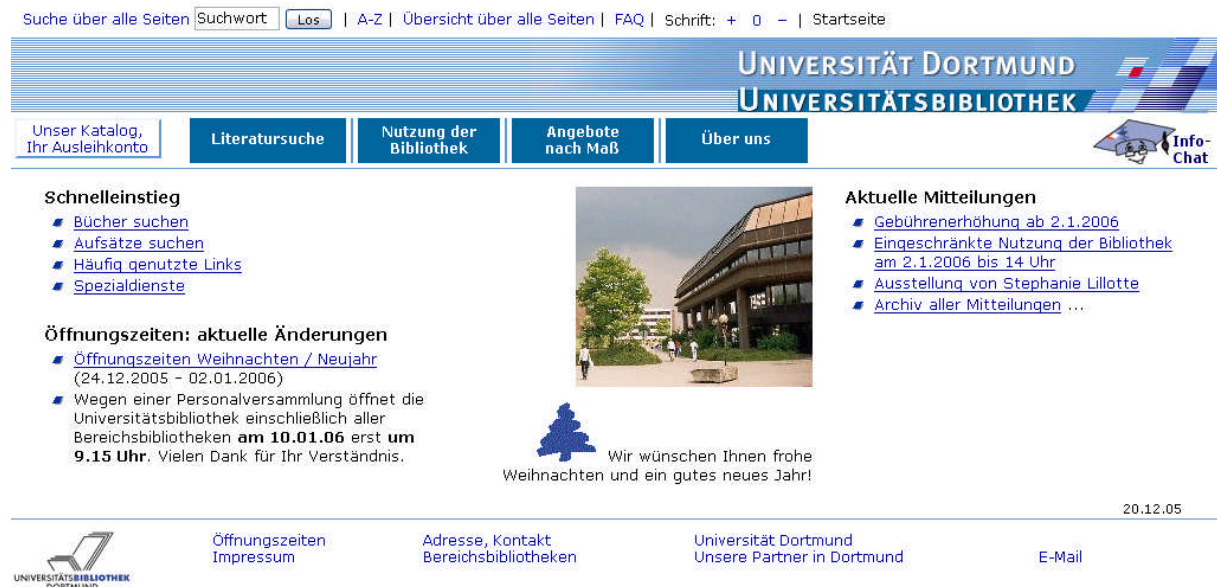 Suche über alle Seiten Suchwort Los | A-Z | Übersicht über alle Seiten | FAQ | Schrift: + 0 − | Startseite
UNIVERSITÄT DORTMUND
UNIVERSITÄTSBIBLIOTHEK
Unser Katalog,
Ihr Ausleihkonto
Literatursuche
Nutzung der
Bibliothek
Angebote
nach Maß
Über uns
Info-
Chat
Schnelleinstieg
Bücher suchen
Aufsätze suchen
Häufig genutzte Links
Spezialdienste
Öffnungszeiten: aktuelle Änderungen
Öffnungszeiten Weihnachten / Neujahr
(24.12.2005 – 02.01.2006)
Wegen einer Personalversammlung öffnet die
Universitätsbibliothek einschließlich aller
Bereichsbibliotheken am 10.01.06 erst um
9.15 Uhr. Vielen Dank für Ihr Verständnis.
Wir wünschen Ihnen frohe
Weihnachten und ein gutes neues Jahr!
Aktuelle Mitteilungen
Gebührenerhöhung ab 2.1.2006
Eingeschränkte Nutzung der Bibliothek
am 2.1.2006 bis 14 Uhr
Ausstellung von Stephanie Lillotte
Archiv aller Mitteilungen ...
20.12.05
UNIVERSITÄTSBIBLIOTHEK
DORTMUND
Öffnungszeiten
Impressum
Adresse, Kontakt
Bereichsbibliotheken
Universität Dortmund
Unsere Partner in Dortmund
E-Mail